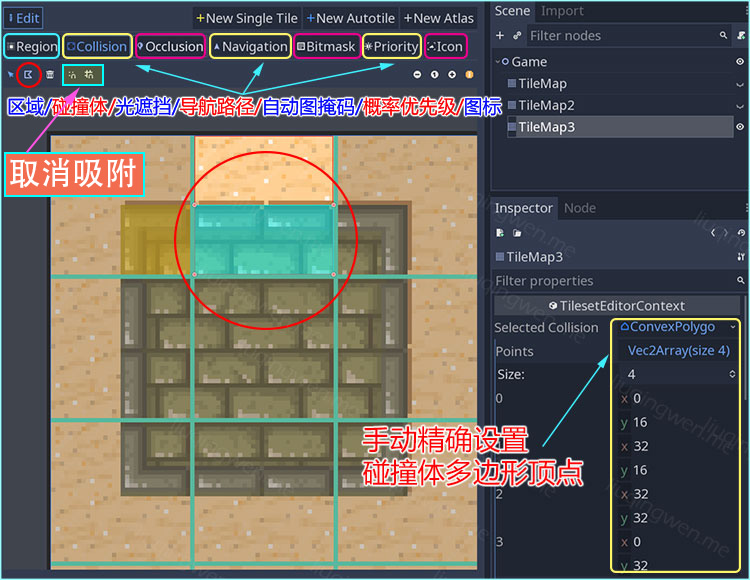 Edit
+New Single Tile +New Autotile +New Atlas
Region Collision Occlusion Navigation Bitmask Priority Icon
区域/碰撞体/光遮挡/导航路径/自动图掩码/概率优先级/图标
取消吸附
Scene Import
Filter nodes
Game
TileMap
TileMap2
TileMap3
Inspector Node
TileMap3
Filter properties
TilesetEditorContext
Selected Collision ConvexPolygo
Points Vec2Array(size 4)
Size: 4
0 x 0
y 16
x 32
y 16
2 x 32
y 32
3 x 0
y 32
手动精确设置
碰撞体多边形顶点
liuqingwen.me
liuqingwen.me
liuqingwen.me